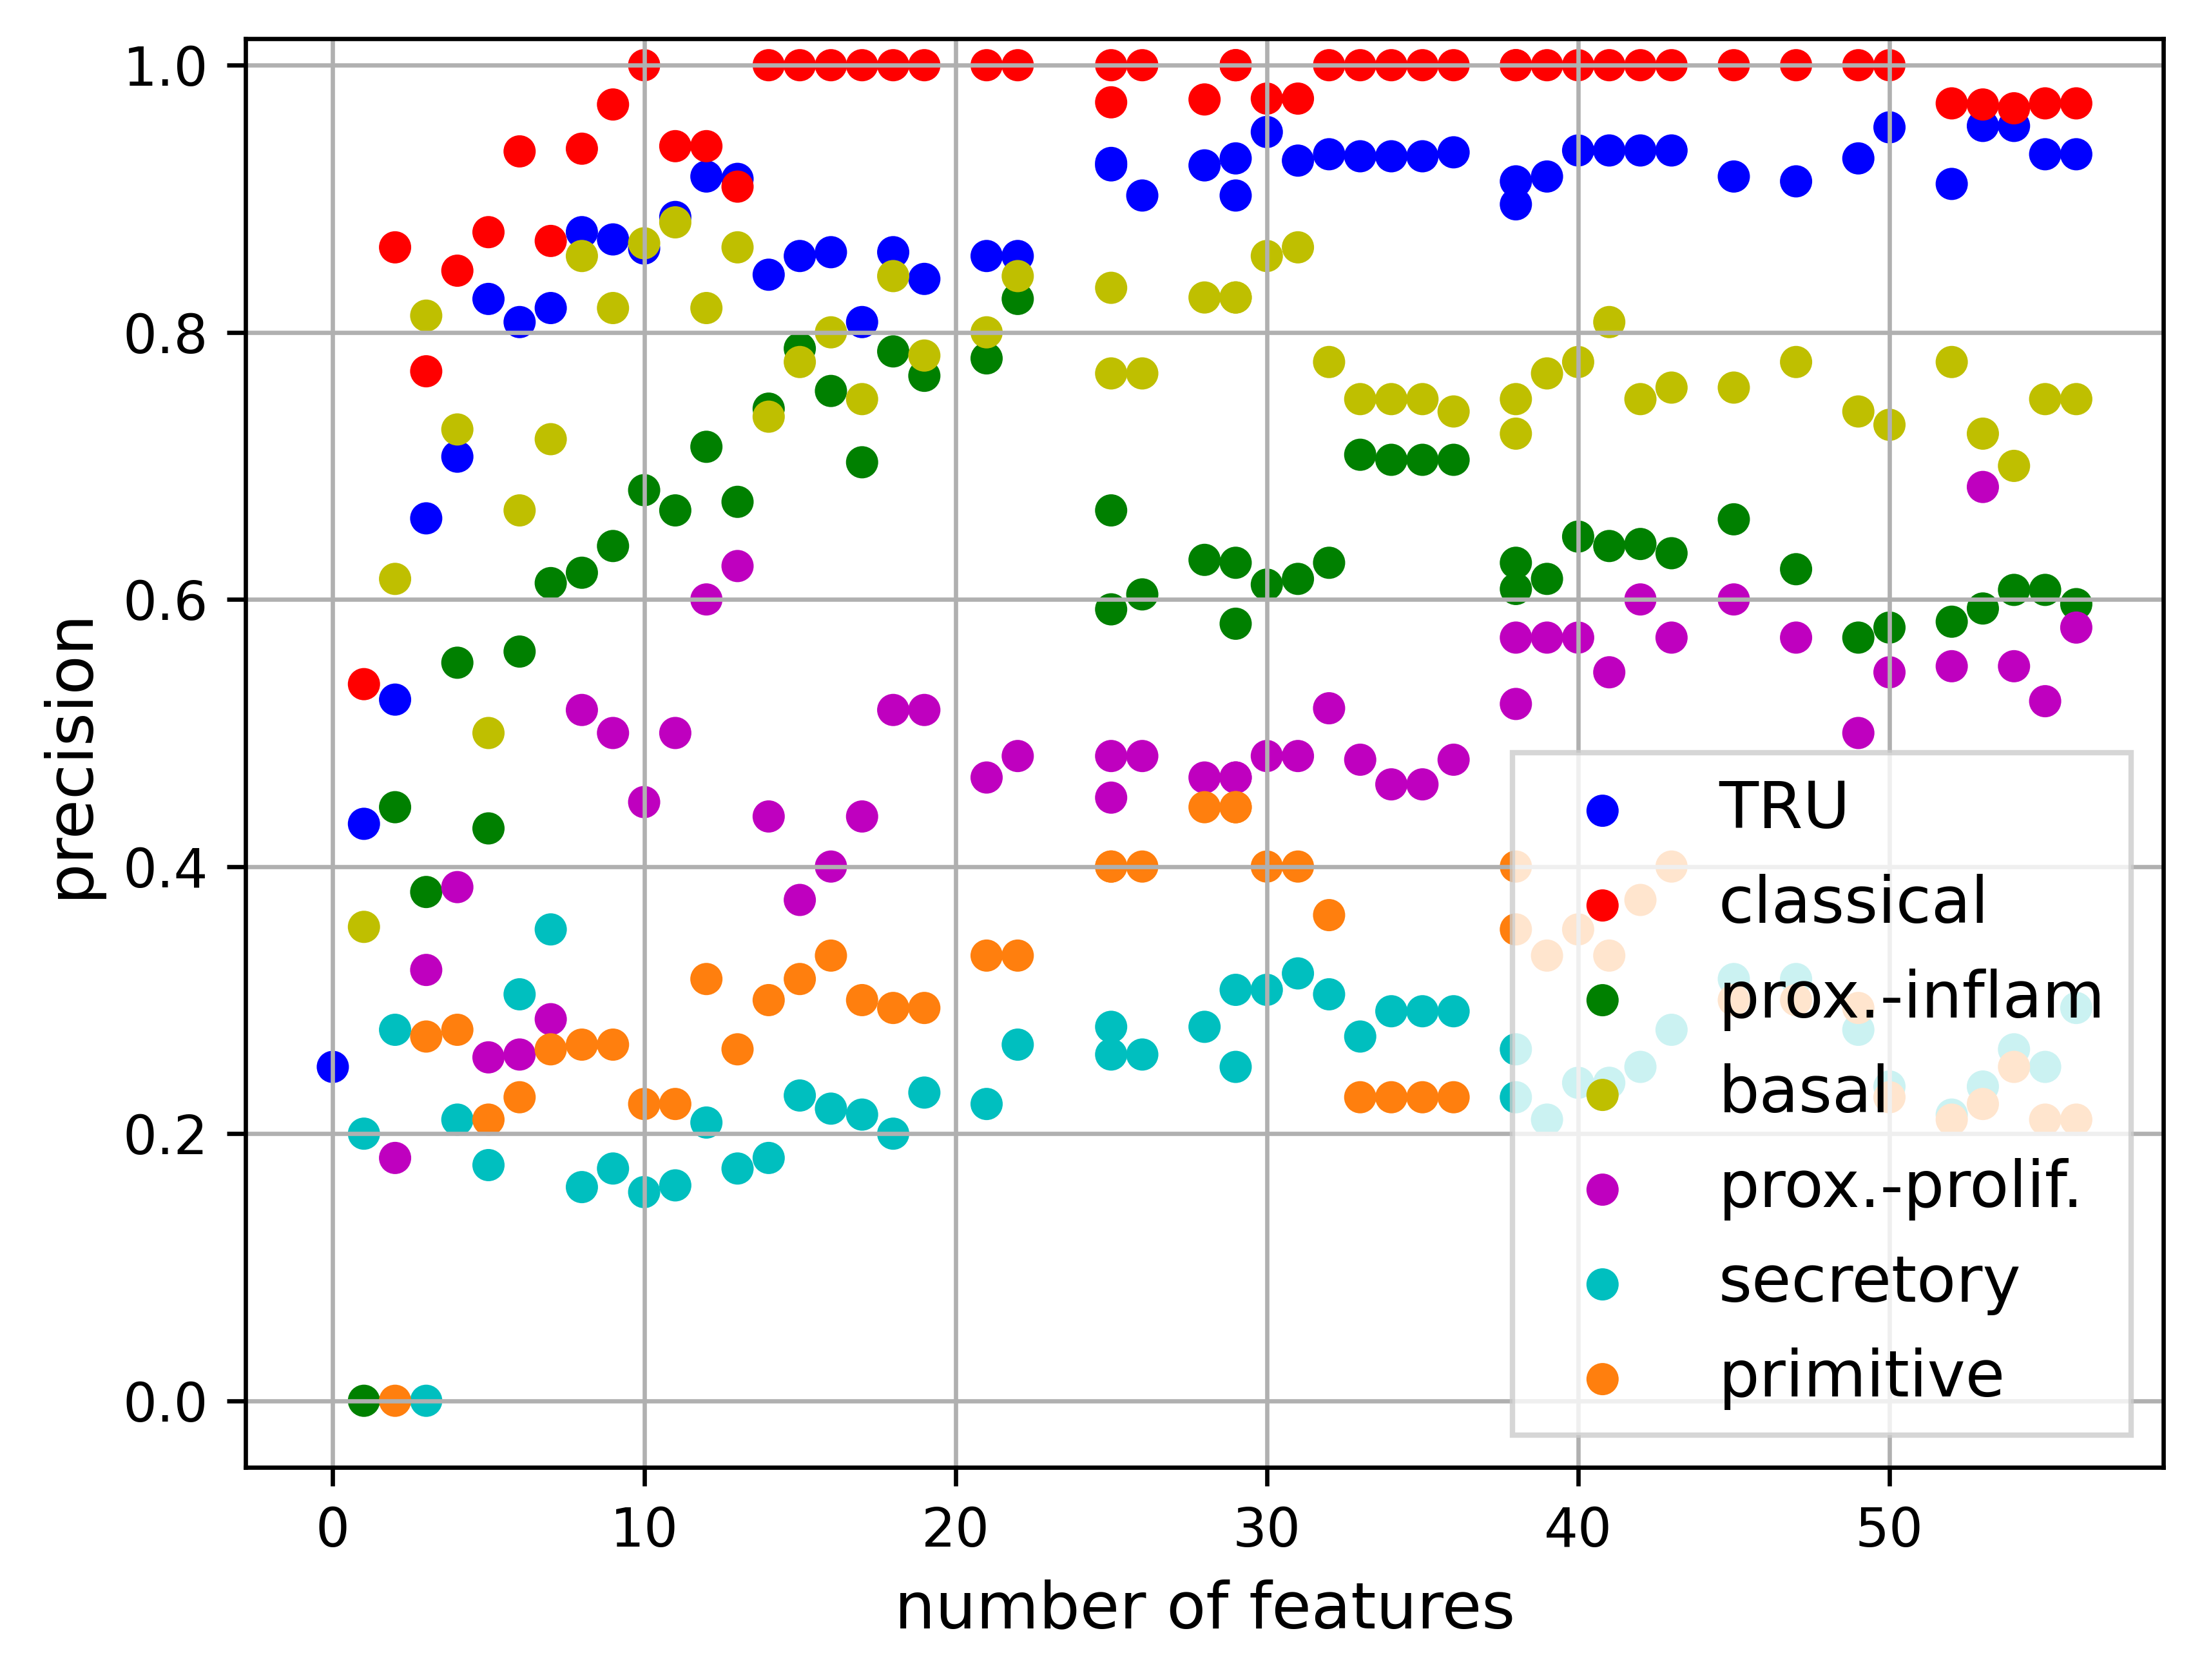 1.0
0.8
0.6
0.4
0.2
0.0
precision
0
10
20
30
40
50
number of features
TRU
classical
prox.-inflam
basal
prox.-prolif.
secretory
primitive